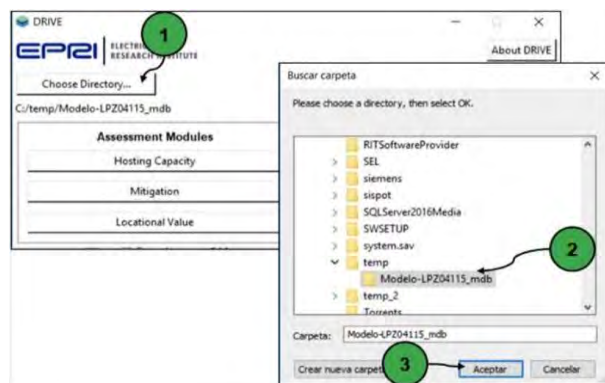 DRIVE
1
EPRI
ELECTRI
RESEARCH INSTITUTE
About DRIVE
Choose Directory...
C:/temp/Modelo-LPZ04115_mdb
Assessment Modules
Hosting Capacity
Mitigation
Locational Value
Buscar carpeta
Please choose a directory, then select OK.
RITSoftwareProvider
SEL
siemens
sispot
SQLServer2016Media
SWSETUP
system.sav
2
temp
Modelo-LPZ04115_mdb
temp_2
Torrents
Carpeta: Modelo-LPZ04115_mdb
Crear nueva carpet
3
Aceptar
Cancelar